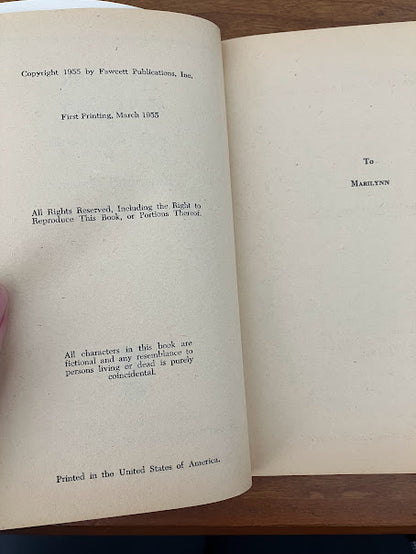 Copyright 1955 by Fawcett Publications, Inc.
First Printing, March 1955
All Rights Reserved, Including the Right to
Reproduce This Book, or Portions Thereof.
All characters in this book are
fictional and any resemblance to
persons living or dead is purely
coincidental.
Printed in the United States of America.
To
Marilynn